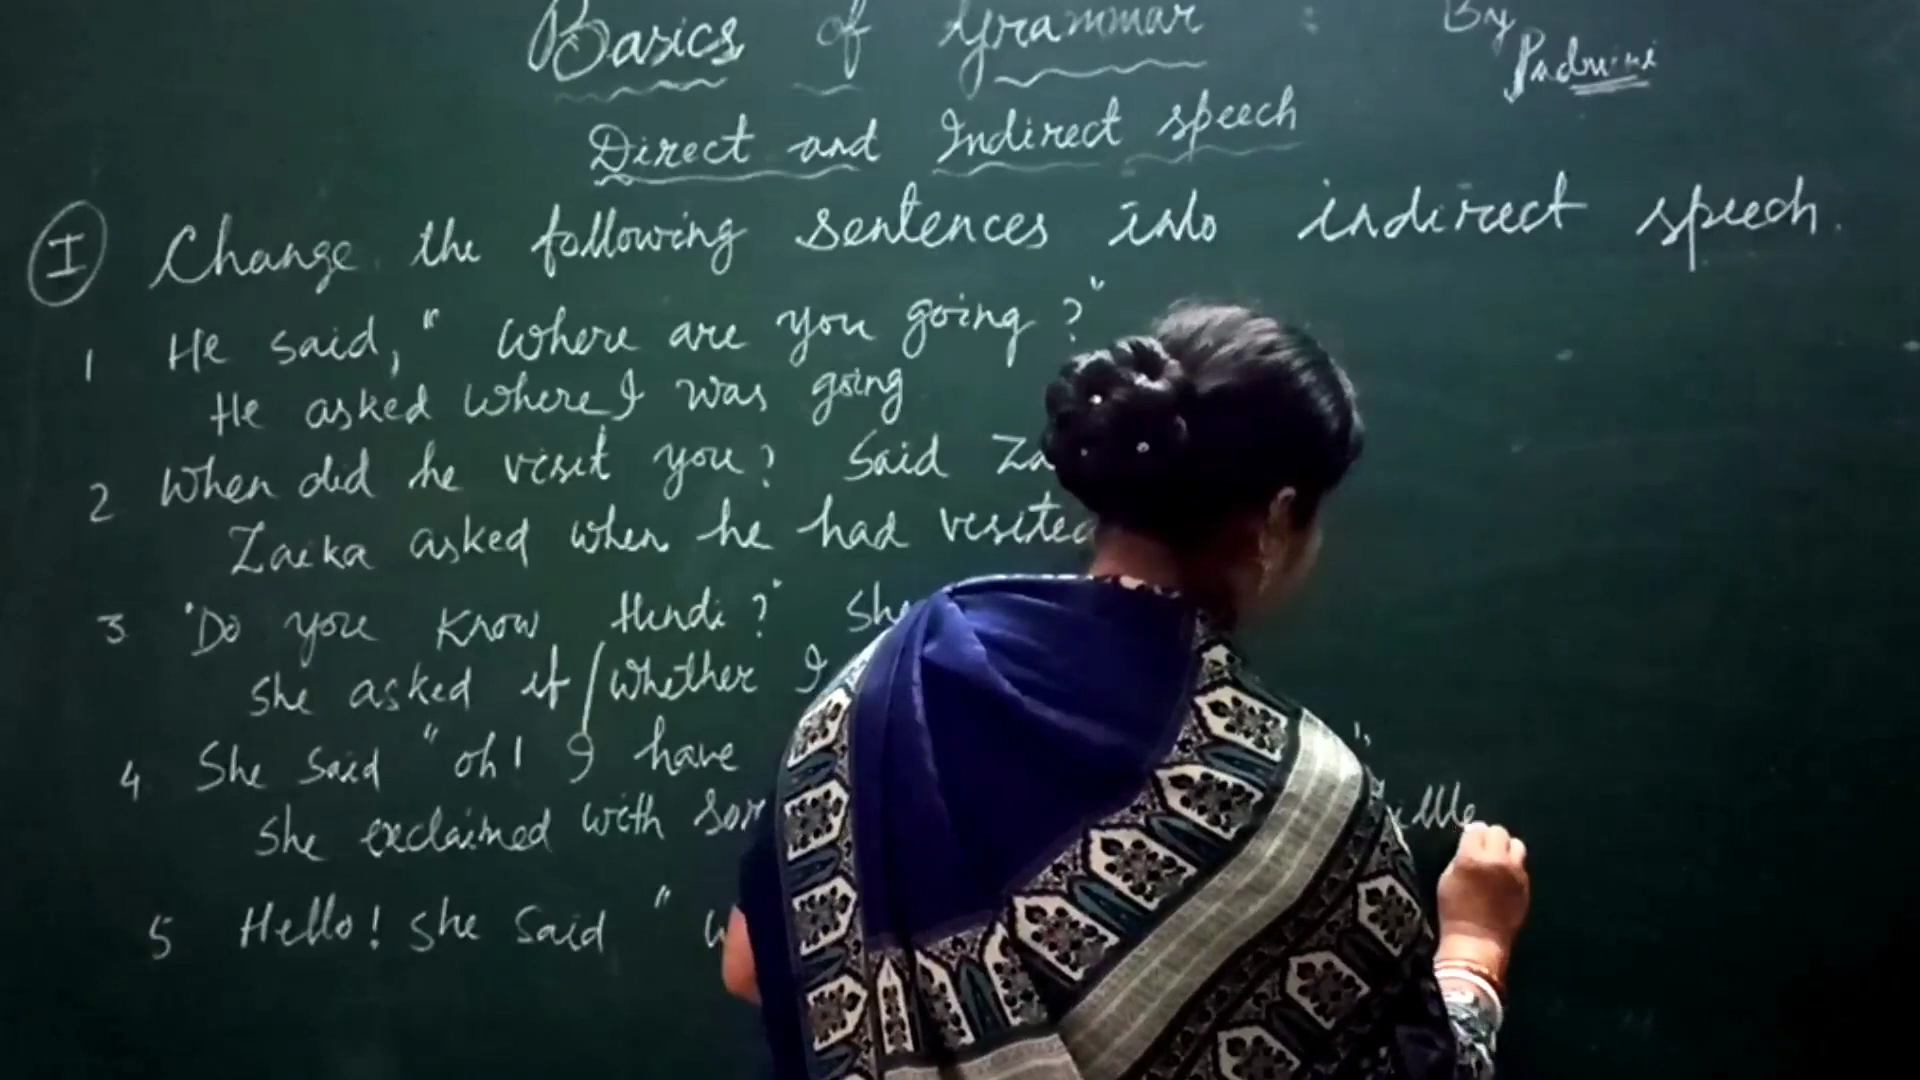 Basics of Grammar : By Padmini
Direct and Indirect speech
I Change the following sentences into indirect speech.
1 He said, " where are you going ?"
He asked where I was going
2 When did he visit you ? Said Za
Zaika asked when he had visited
3 "Do you know Hindi ?" She
She asked if / whether I
4 She said "oh! I have
She exclaimed with sor
5 Hello! She said "